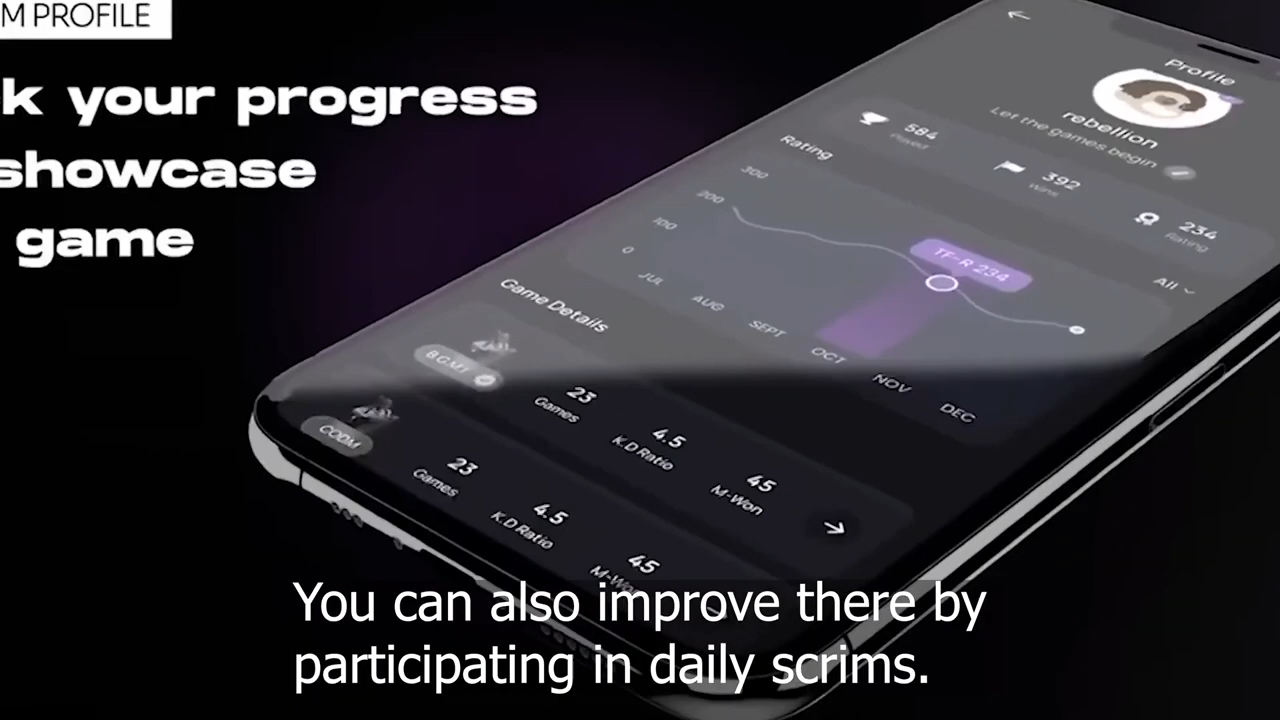 M PROFILE
k your progress
showcase
game
Profile
rebellion
Let the games begin
584
played
392
wins
234
Rating
Rating
All
300
200
100
0
TF-R 234
JUL
AUG
SEPT
OCT
NOV
DEC
Game Details
B.G.M.I
23
Games
4.5
K.D Ratio
45
M-Won
CODM
23
Games
4.5
K.D Ratio
45
M-Won
You can also improve there by
participating in daily scrims.